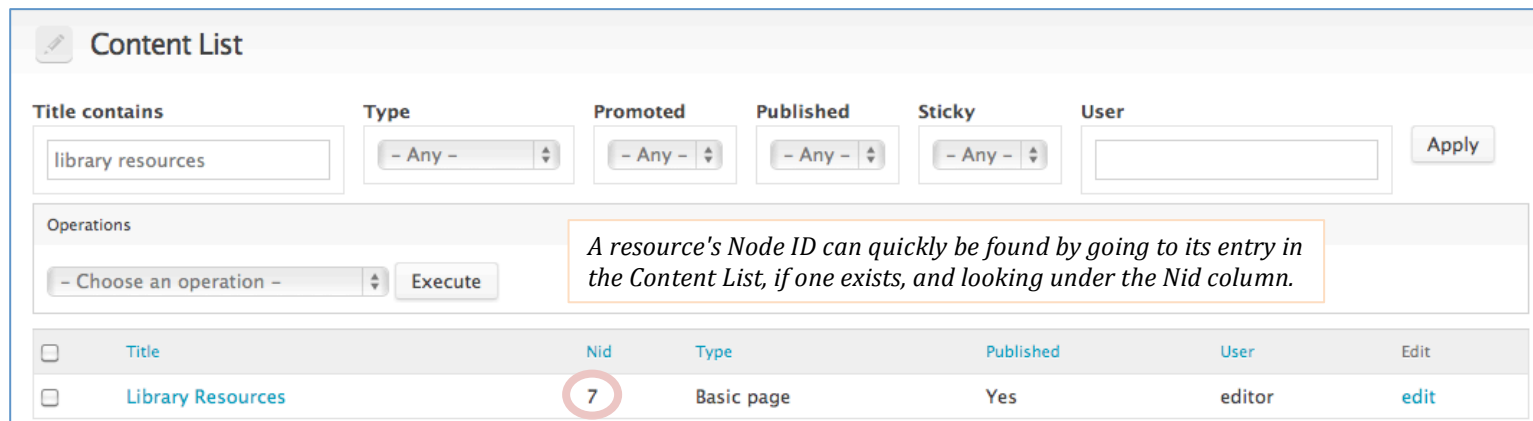 Content List
Title contains Type Promoted Published Sticky User
library resources – Any – – Any – – Any – – Any – Apply
Operations
A resource's Node ID can quickly be found by going to its entry in
the Content List, if one exists, and looking under the Nid column.
– Choose an operation – Execute
Title Nid Type Published User Edit
Library Resources 7 Basic page Yes editor edit